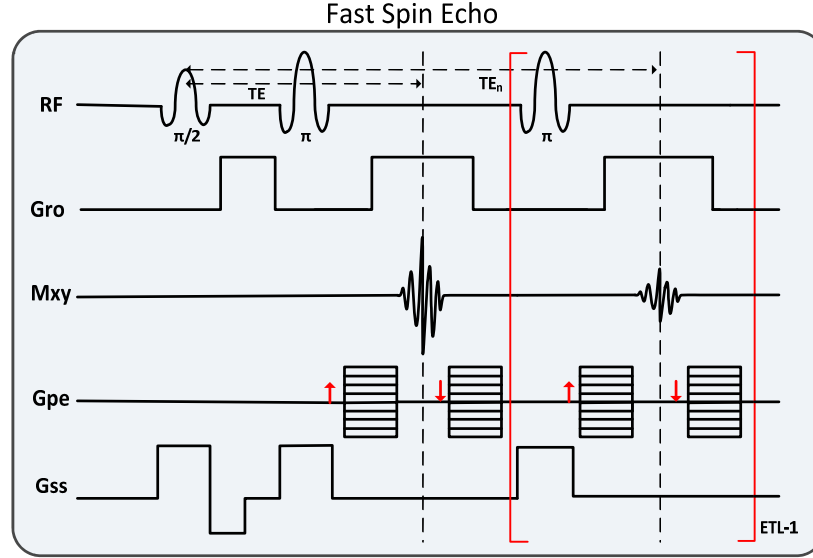 Fast Spin Echo
RF
TE
TEn
π/2
π
π
Gro
Mxy
Gpe
Gss
ETL-1